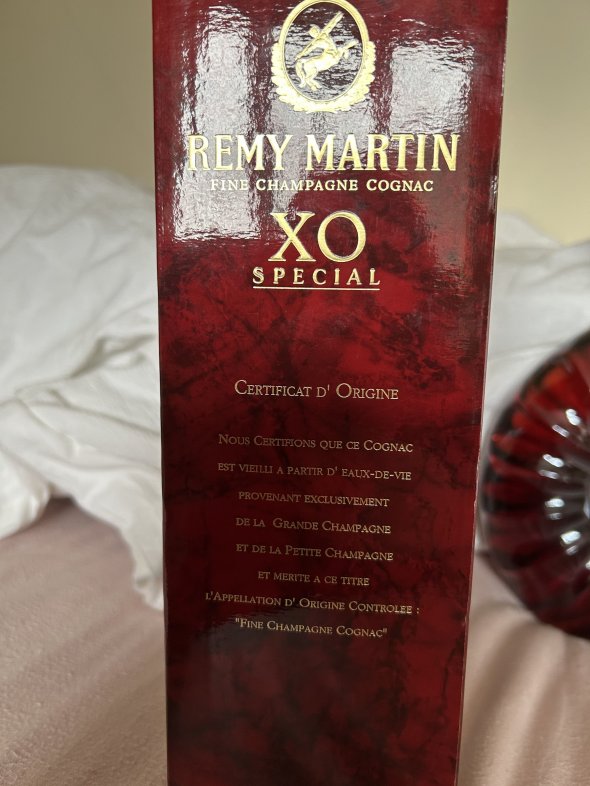 REMY MARTIN
FINE CHAMPAGNE COGNAC
XO
SPECIAL
CERTIFICAT D' ORIGINE
NOUS CERTIFIONS QUE CE COGNAC
EST VIEILLI A PARTIR D' EAUX-DE-VIE
PROVENANT EXCLUSIVEMENT
DE LA GRANDE CHAMPAGNE
ET DE LA PETITE CHAMPAGNE
ET MERITE A CE TITRE
L'APPELLATION D' ORIGINE CONTROLEE :
"FINE CHAMPAGNE COGNAC"